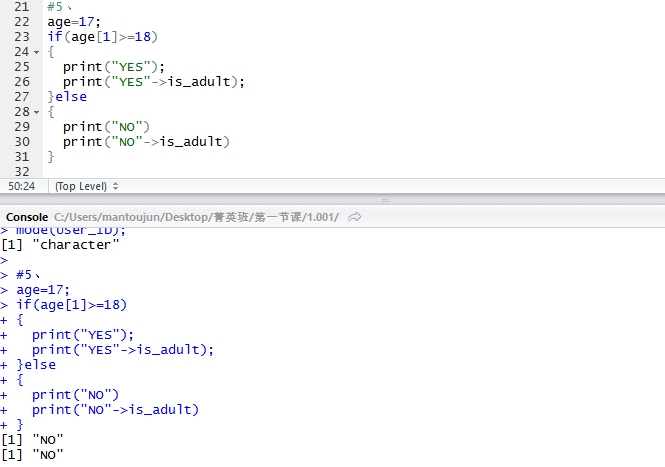 21 #5、
22 age=17;
23 if(age[1]>=18)
24 {
25 print("YES");
26 print("YES"->is_adult);
27 }else
28 {
29 print("NO")
30 print("NO"->is_adult)
31 }
32
50:24 (Top Level)
Console C:/Users/mantoujun/Desktop/菁英班/第一节课/1.001/
> mode(User_ID);
[1] "character"
>
> #5、
> age=17;
> if(age[1]>=18)
+ {
+ print("YES");
+ print("YES"->is_adult);
+ }else
+ {
+ print("NO")
+ print("NO"->is_adult)
+ }
[1] "NO"
[1] "NO"